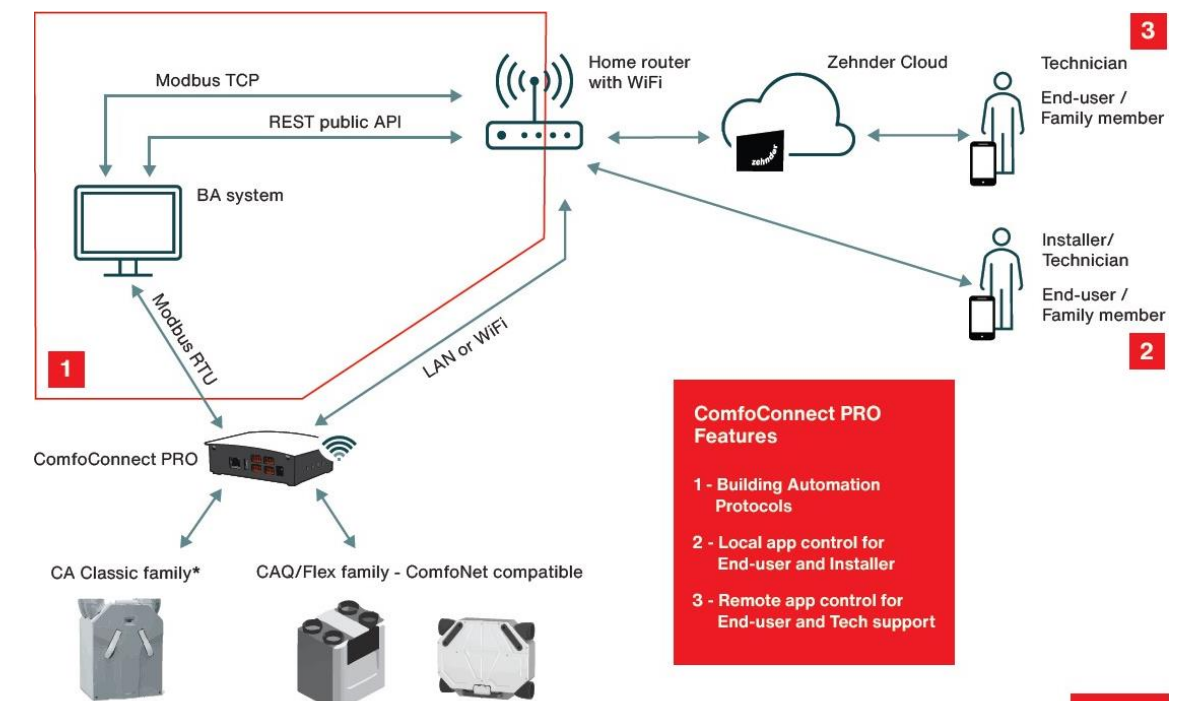 3
Modbus TCP
Home router
with WiFi
Zehnder Cloud
Technician
End-user /
Family member
REST public API
zehnder
BA system
Installer/
Technician
End-user /
Family member
2
Modbus RTU
LAN or WiFi
1
ComfoConnect PRO
ComfoConnect PRO
Features
1 - Building Automation
Protocols
2 - Local app control for
End-user and Installer
3 - Remote app control for
End-user and Tech support
CA Classic family*
CAQ/Flex family - ComfoNet compatible